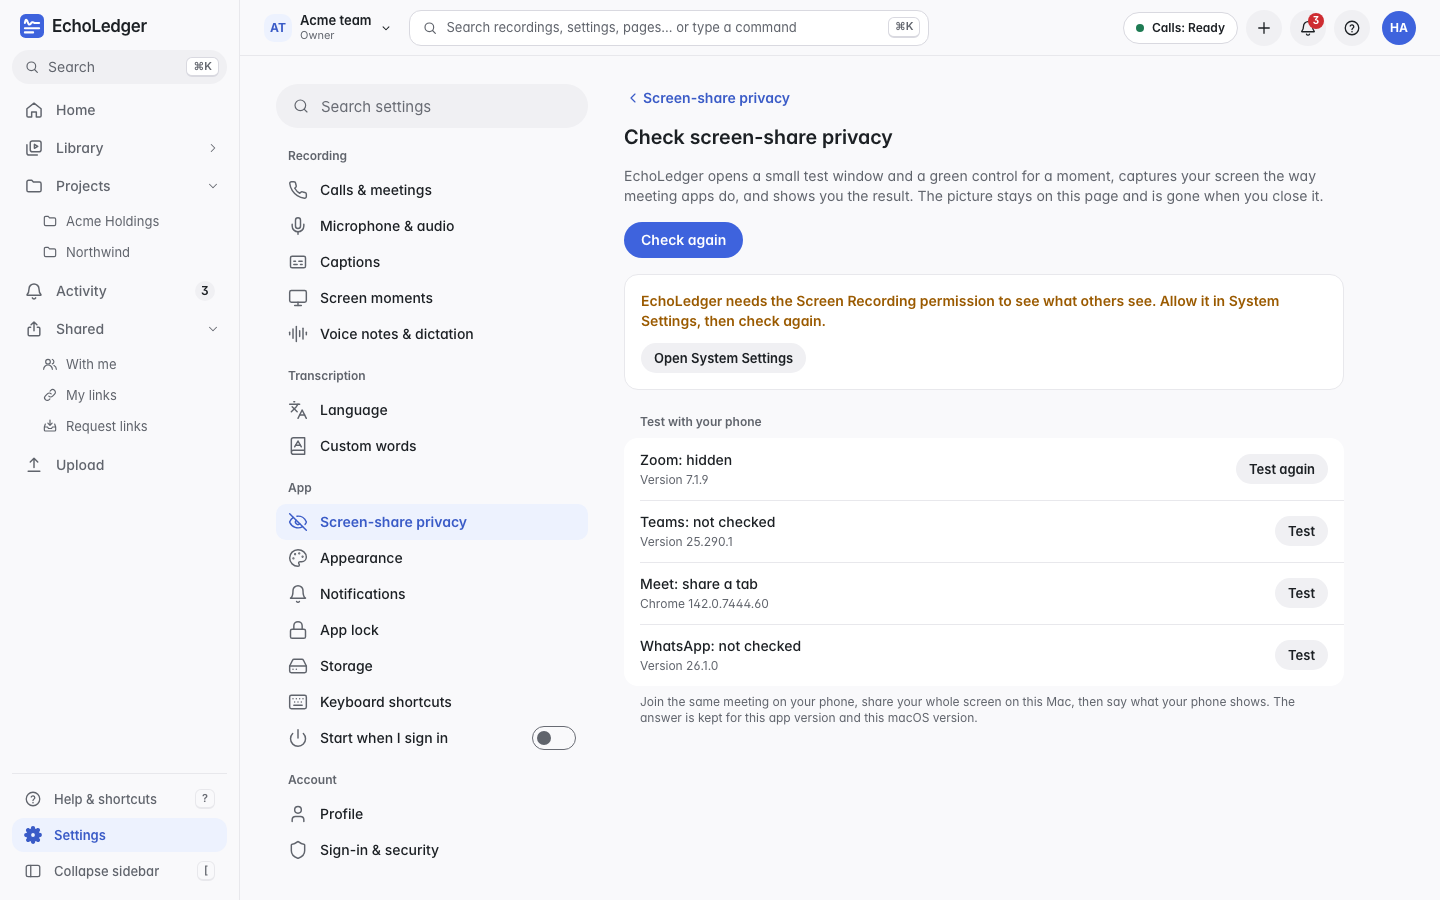 EchoLedger
Search
⌘K
Home
Library
Projects
Acme Holdings
Northwind
Activity
3
Shared
With me
My links
Request links
Upload
Help & shortcuts
?
Settings
Collapse sidebar
[
AT
Acme team
Owner
Search recordings, settings, pages... or type a command
⌘K
Calls: Ready
3
HA
Search settings
Recording
Calls & meetings
Microphone & audio
Captions
Screen moments
Voice notes & dictation
Transcription
Language
Custom words
App
Screen-share privacy
Appearance
Notifications
App lock
Storage
Keyboard shortcuts
Start when I sign in
Account
Profile
Sign-in & security
Screen-share privacy
Check screen-share privacy
EchoLedger opens a small test window and a green control for a moment, captures your screen the way
meeting apps do, and shows you the result. The picture stays on this page and is gone when you close it.
Check again
EchoLedger needs the Screen Recording permission to see what others see. Allow it in System
Settings, then check again.
Open System Settings
Test with your phone
Zoom: hidden
Version 7.1.9
Test again
Teams: not checked
Version 25.290.1
Test
Meet: share a tab
Chrome 142.0.7444.60
Test
WhatsApp: not checked
Version 26.1.0
Test
Join the same meeting on your phone, share your whole screen on this Mac, then say what your phone shows. The
answer is kept for this app version and this macOS version.